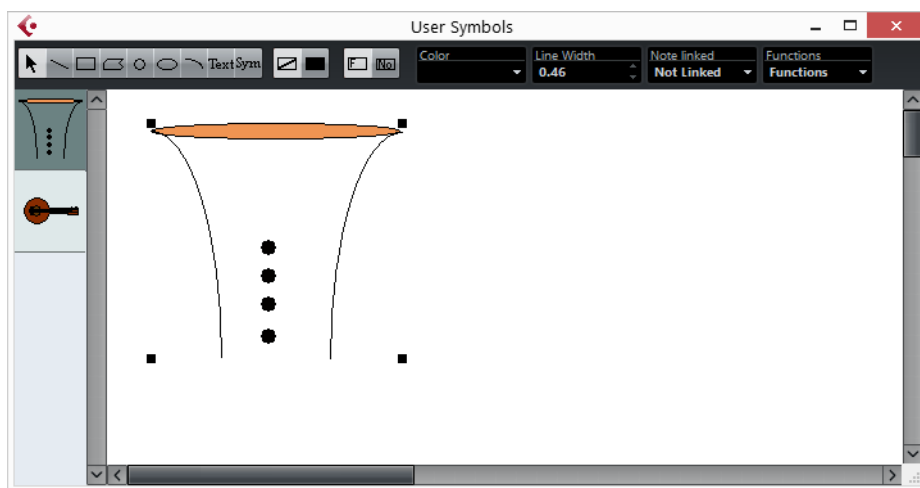 User Symbols
Text Sym
F No
Color
Line Width
0.46
Note linked
Not Linked
Functions
Functions